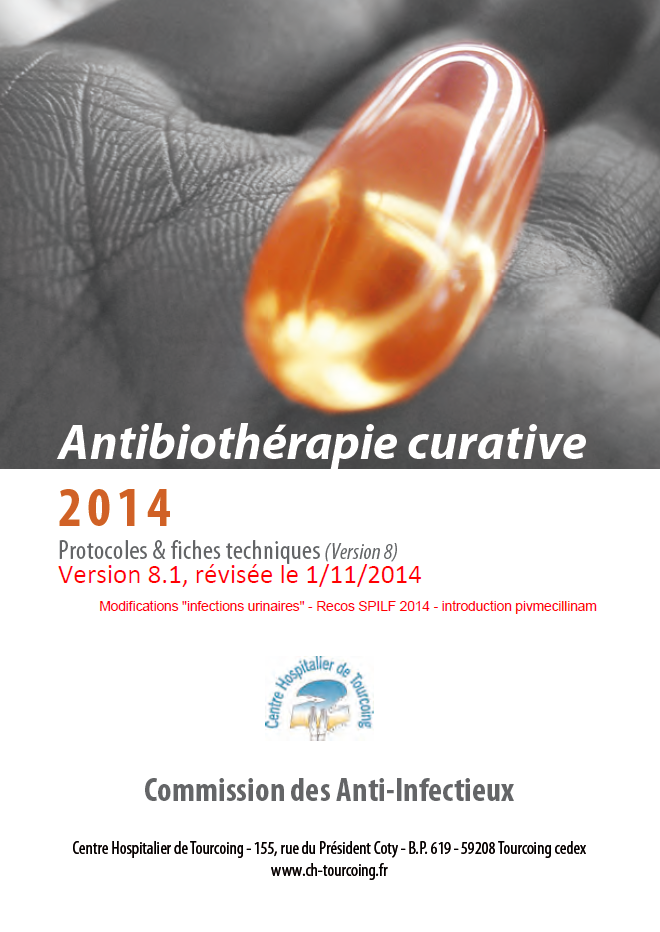 Antibiothérapie curative
2014
Protocoles & fiches techniques (Version 8)
Version 8.1, révisée le 1/11/2014
Modifications "infections urinaires" - Recos SPILF 2014 - introduction pivmecillinam
Centre Hospitalier de Tourcoing
Commission des Anti-Infectieux
Centre Hospitalier de Tourcoing - 155, rue du Président Coty - B.P. 619 - 59208 Tourcoing cedex
www.ch-tourcoing.fr